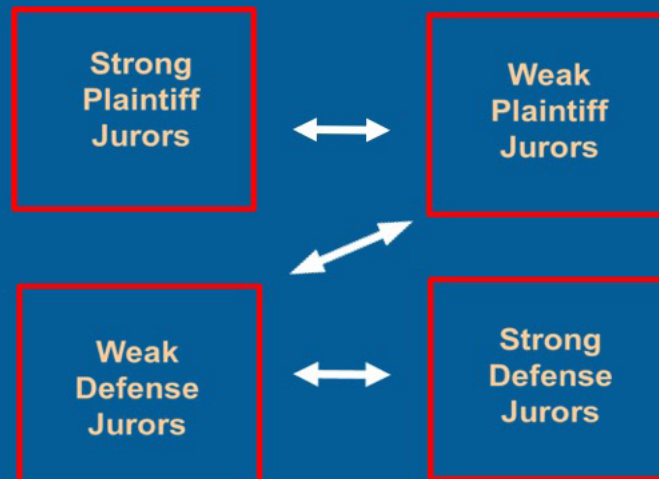 Strong
Plaintiff
Jurors
Weak
Plaintiff
Jurors
Weak
Defense
Jurors
Strong
Defense
Jurors